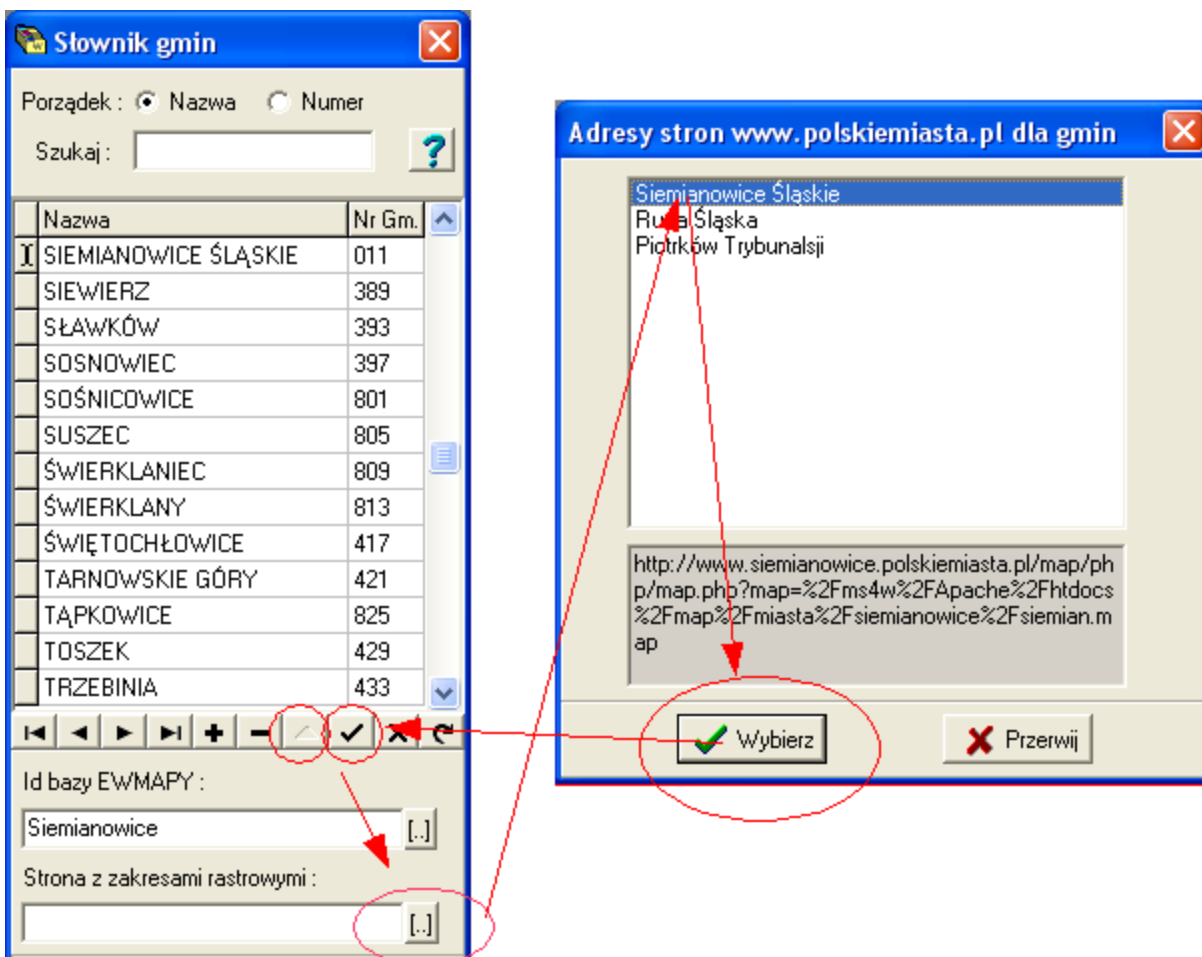 Słownik gmin
Porządek : Nazwa Numer
Szukaj :
Nazwa Nr Gm.
SIEMIANOWICE ŚLĄSKIE 011
SIEWIERZ 389
SŁAWKÓW 393
SOSNOWIEC 397
SOŚNICOWICE 801
SUSZEC 805
ŚWIERKLANIEC 809
ŚWIERKLANY 813
ŚWIĘTOCHŁOWICE 417
TARNOWSKIE GÓRY 421
TĄPKOWICE 825
TOSZEK 429
TRZEBINIA 433
Id bazy EWMAPY :
Siemianowice [..]
Strona z zakresami rastrowymi :
[..]
Adresy stron www.polskiemiasta.pl dla gmin
Siemianowice Śląskie
Ruda Śląska
Piotrków Trybunalsji
http://www.siemianowice.polskiemiasta.pl/map/ph
p/map.php?map=%2Fms4w%2FApache%2Fhtdocs
%2Fmap%2Fmiasta%2Fsiemianowice%2Fsiemian.m
ap
Wybierz Przerwij